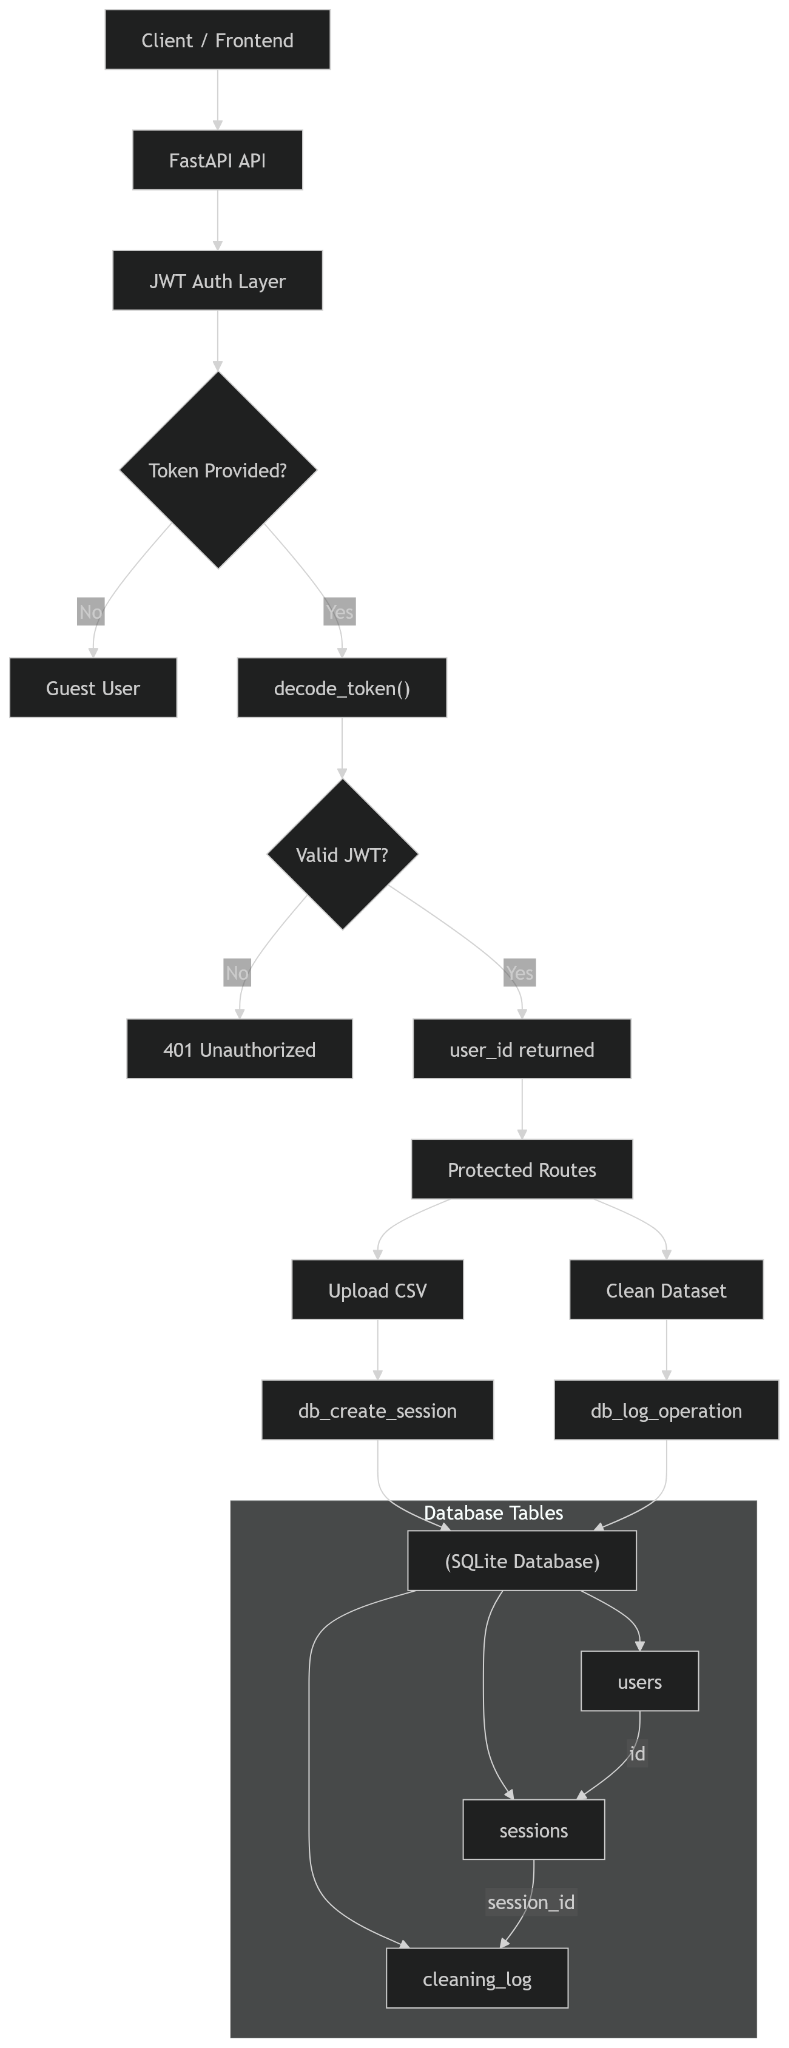 Client / Frontend
FastAPI API
JWT Auth Layer
Token Provided?
No
Yes
Guest User
decode_token()
Valid JWT?
No
Yes
401 Unauthorized
user_id returned
Protected Routes
Upload CSV
Clean Dataset
db_create_session
db_log_operation
Database Tables
(SQLite Database)
users
id
sessions
session_id
cleaning_log